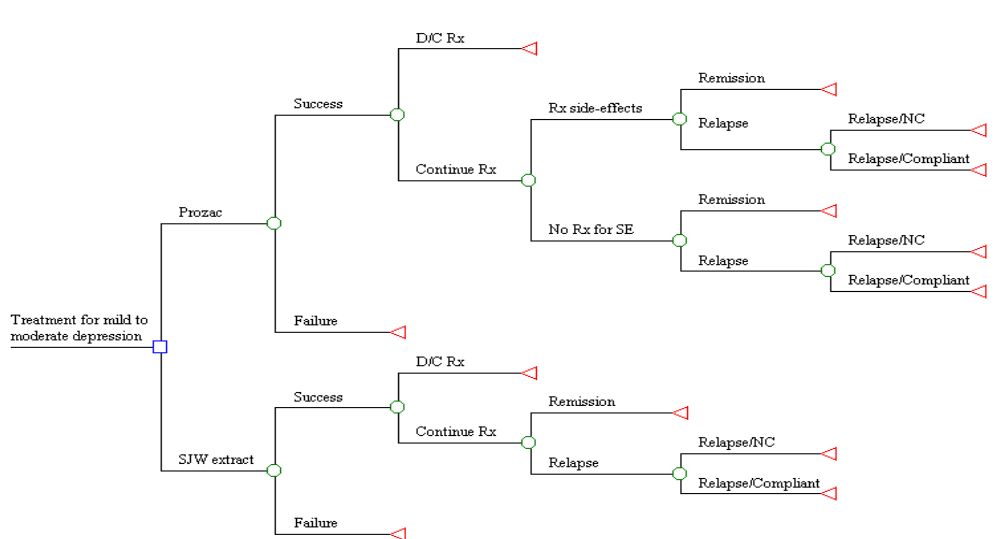 D/C Rx
Remission
Success
Rx side-effects
Relapse
Relapse/NC
Relapse/Compliant
Continue Rx
Remission
Prozac
No Rx for SE
Relapse/NC
Relapse
Relapse/Compliant
Treatment for mild to
moderate depression
Failure
D/C Rx
Success
Remission
Continue Rx
Relapse/NC
SJW extract
Relapse
Relapse/Compliant
Failure